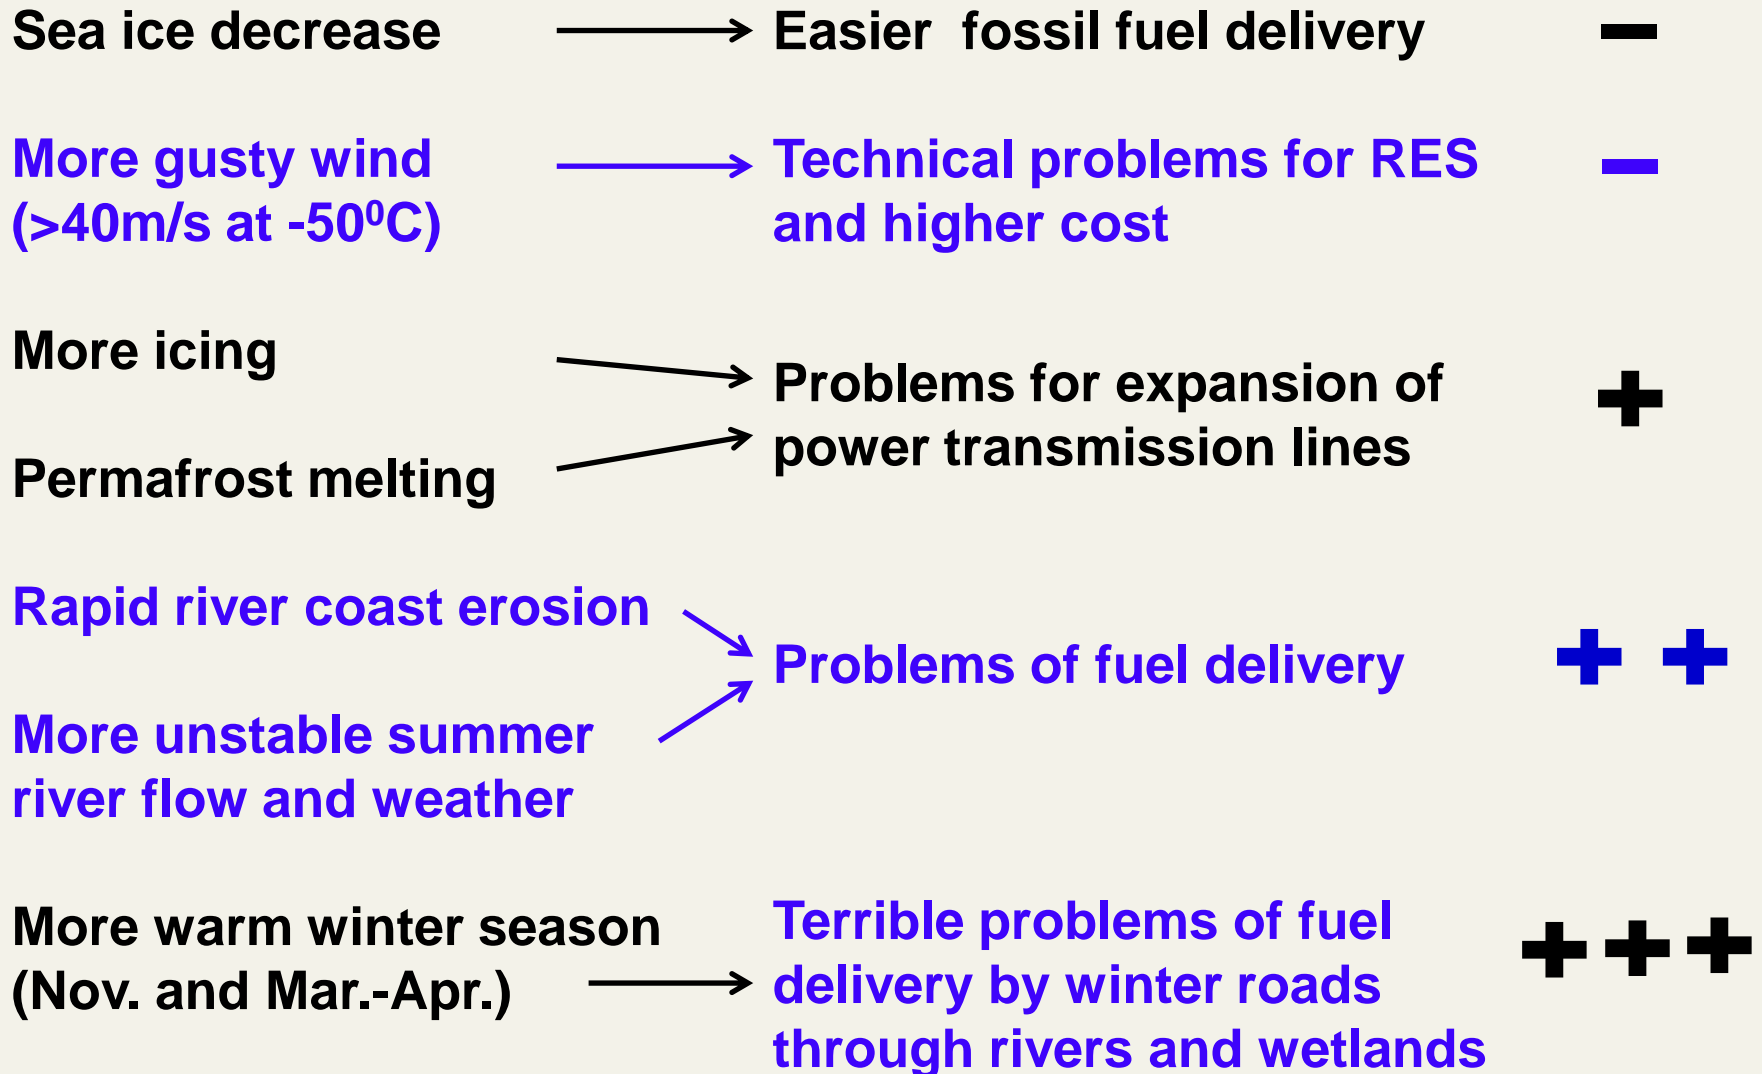 Sea ice decrease → Easier fossil fuel delivery −
More gusty wind → Technical problems for RES −
(>40m/s at -50⁰C) and higher cost
More icing
Problems for expansion of +
power transmission lines
Permafrost melting
Rapid river coast erosion
Problems of fuel delivery + +
More unstable summer
river flow and weather
More warm winter season Terrible problems of fuel + + +
(Nov. and Mar.-Apr.) → delivery by winter roads
through rivers and wetlands